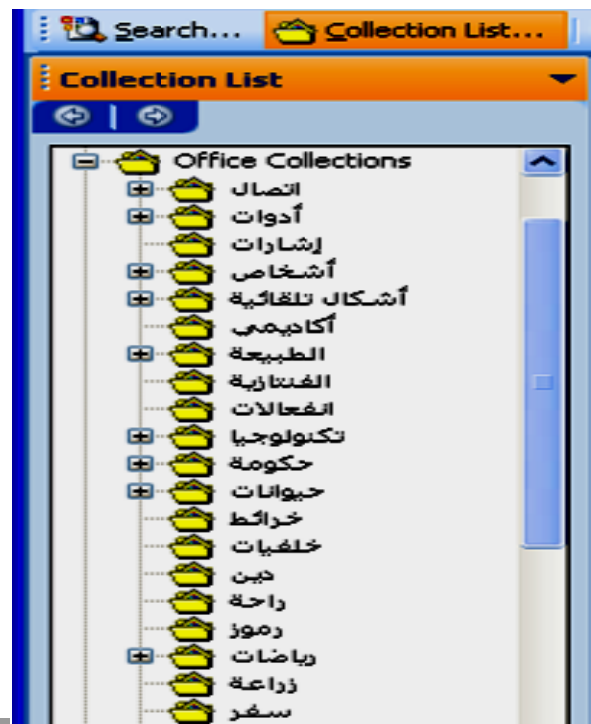 Search... Collection List...
Collection List
Office Collections
اتصال
أدوات
إشارات
أشخاص
أشكال تلقائية
أكاديمي
الطبيعة
الفنتازية
انفعالات
تكنولوجيا
حكومة
حيوانات
خرائط
خلفيات
دين
راحة
رموز
رياضات
زراعة
سفر